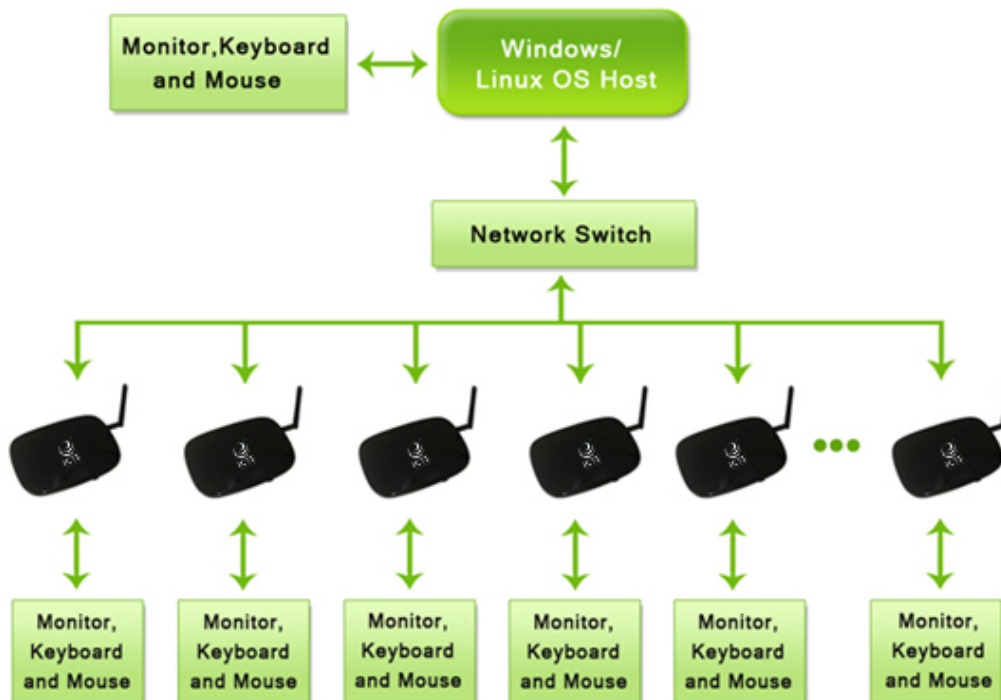 Monitor,Keyboard
and Mouse
Windows/
Linux OS Host
Network Switch
Monitor,
Keyboard
and Mouse
Monitor,
Keyboard
and Mouse
Monitor,
Keyboard
and Mouse
Monitor,
Keyboard
and Mouse
Monitor,
Keyboard
and Mouse
Monitor,
Keyboard
and Mouse